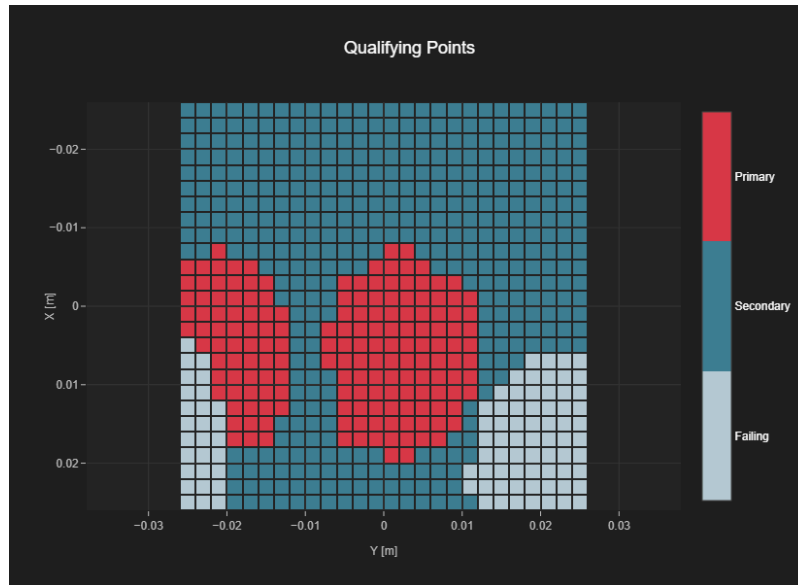 Qualifying Points
−0.02
−0.01
0
0.01
0.02
X [m]
−0.03
−0.02
−0.01
0
0.01
0.02
0.03
Y [m]
Primary
Secondary
Failing